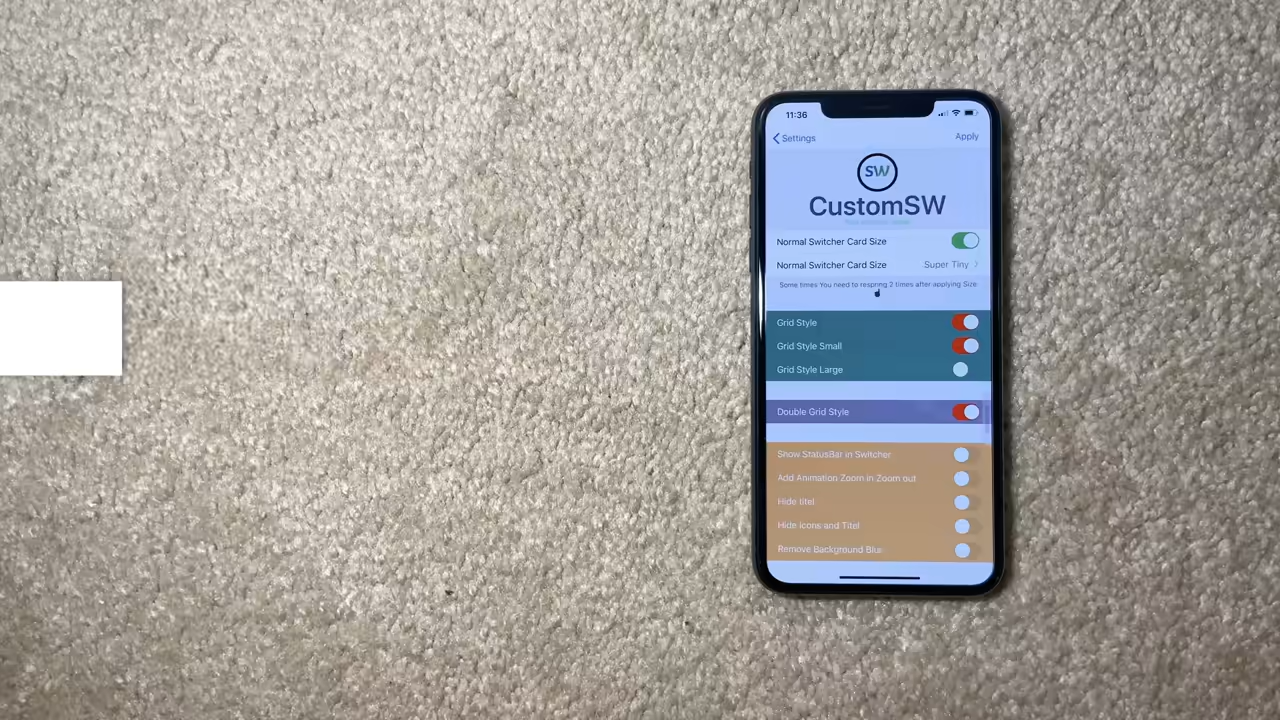 11:36
Settings
Apply
SW
CustomSW
Normal Switcher Card Size
Normal Switcher Card Size
Super Tiny
Some times You need to respring 2 times after applying Size
Grid Style
Grid Style Small
Grid Style Large
Double Grid Style
Show StatusBar in Switcher
Add Animation Zoom in Zoom out
Hide titel
Hide icons and Titel
Remove Background Blur